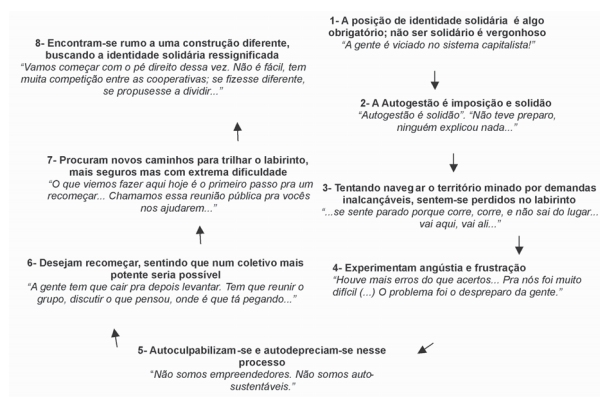 1- A posição de identidade solidária é algo
obrigatório; não ser solidário é vergonhoso
“A gente é viciado no sistema capitalista!”
2- A Autogestão é imposição e solidão
“Autogestão é solidão”. “Não teve preparo,
ninguém explicou nada...”
3- Tentando navegar o território minado por demandas
inalcançáveis, sentem-se perdidos no labirinto
“...se sente parado porque corre, corre, e não sai do lugar...
vai aqui, vai ali...”
4- Experimentam angústia e frustração
“Houve mais erros do que acertos... Pra nós foi muito
difícil (...) O problema foi o despreparo da gente.”
5- Autoculpabilizam-se e autodepreciam-se nesse
processo
“Não somos empreendedores. Não somos auto-
sustentáveis.”
6- Desejam recomeçar, sentindo que num coletivo mais
potente seria possível
“A gente tem que cair pra depois levantar. Tem que reunir o
grupo, discutir o que pensou, onde é que tá pegando...”
7- Procuram novos caminhos para trilhar o labirinto,
mais seguros mas com extrema dificuldade
“O que viemos fazer aqui hoje é o primeiro passo pra um
recomeçar... Chamamos essa reunião pública pra vocês
nos ajudarem...”
8- Encontram-se rumo a uma construção diferente,
buscando a identidade solidária ressignificada
“Vamos começar com o pé direito dessa vez. Não é fácil, tem
muita competição entre as cooperativas; se fizesse diferente,
se propusesse a dividir...”